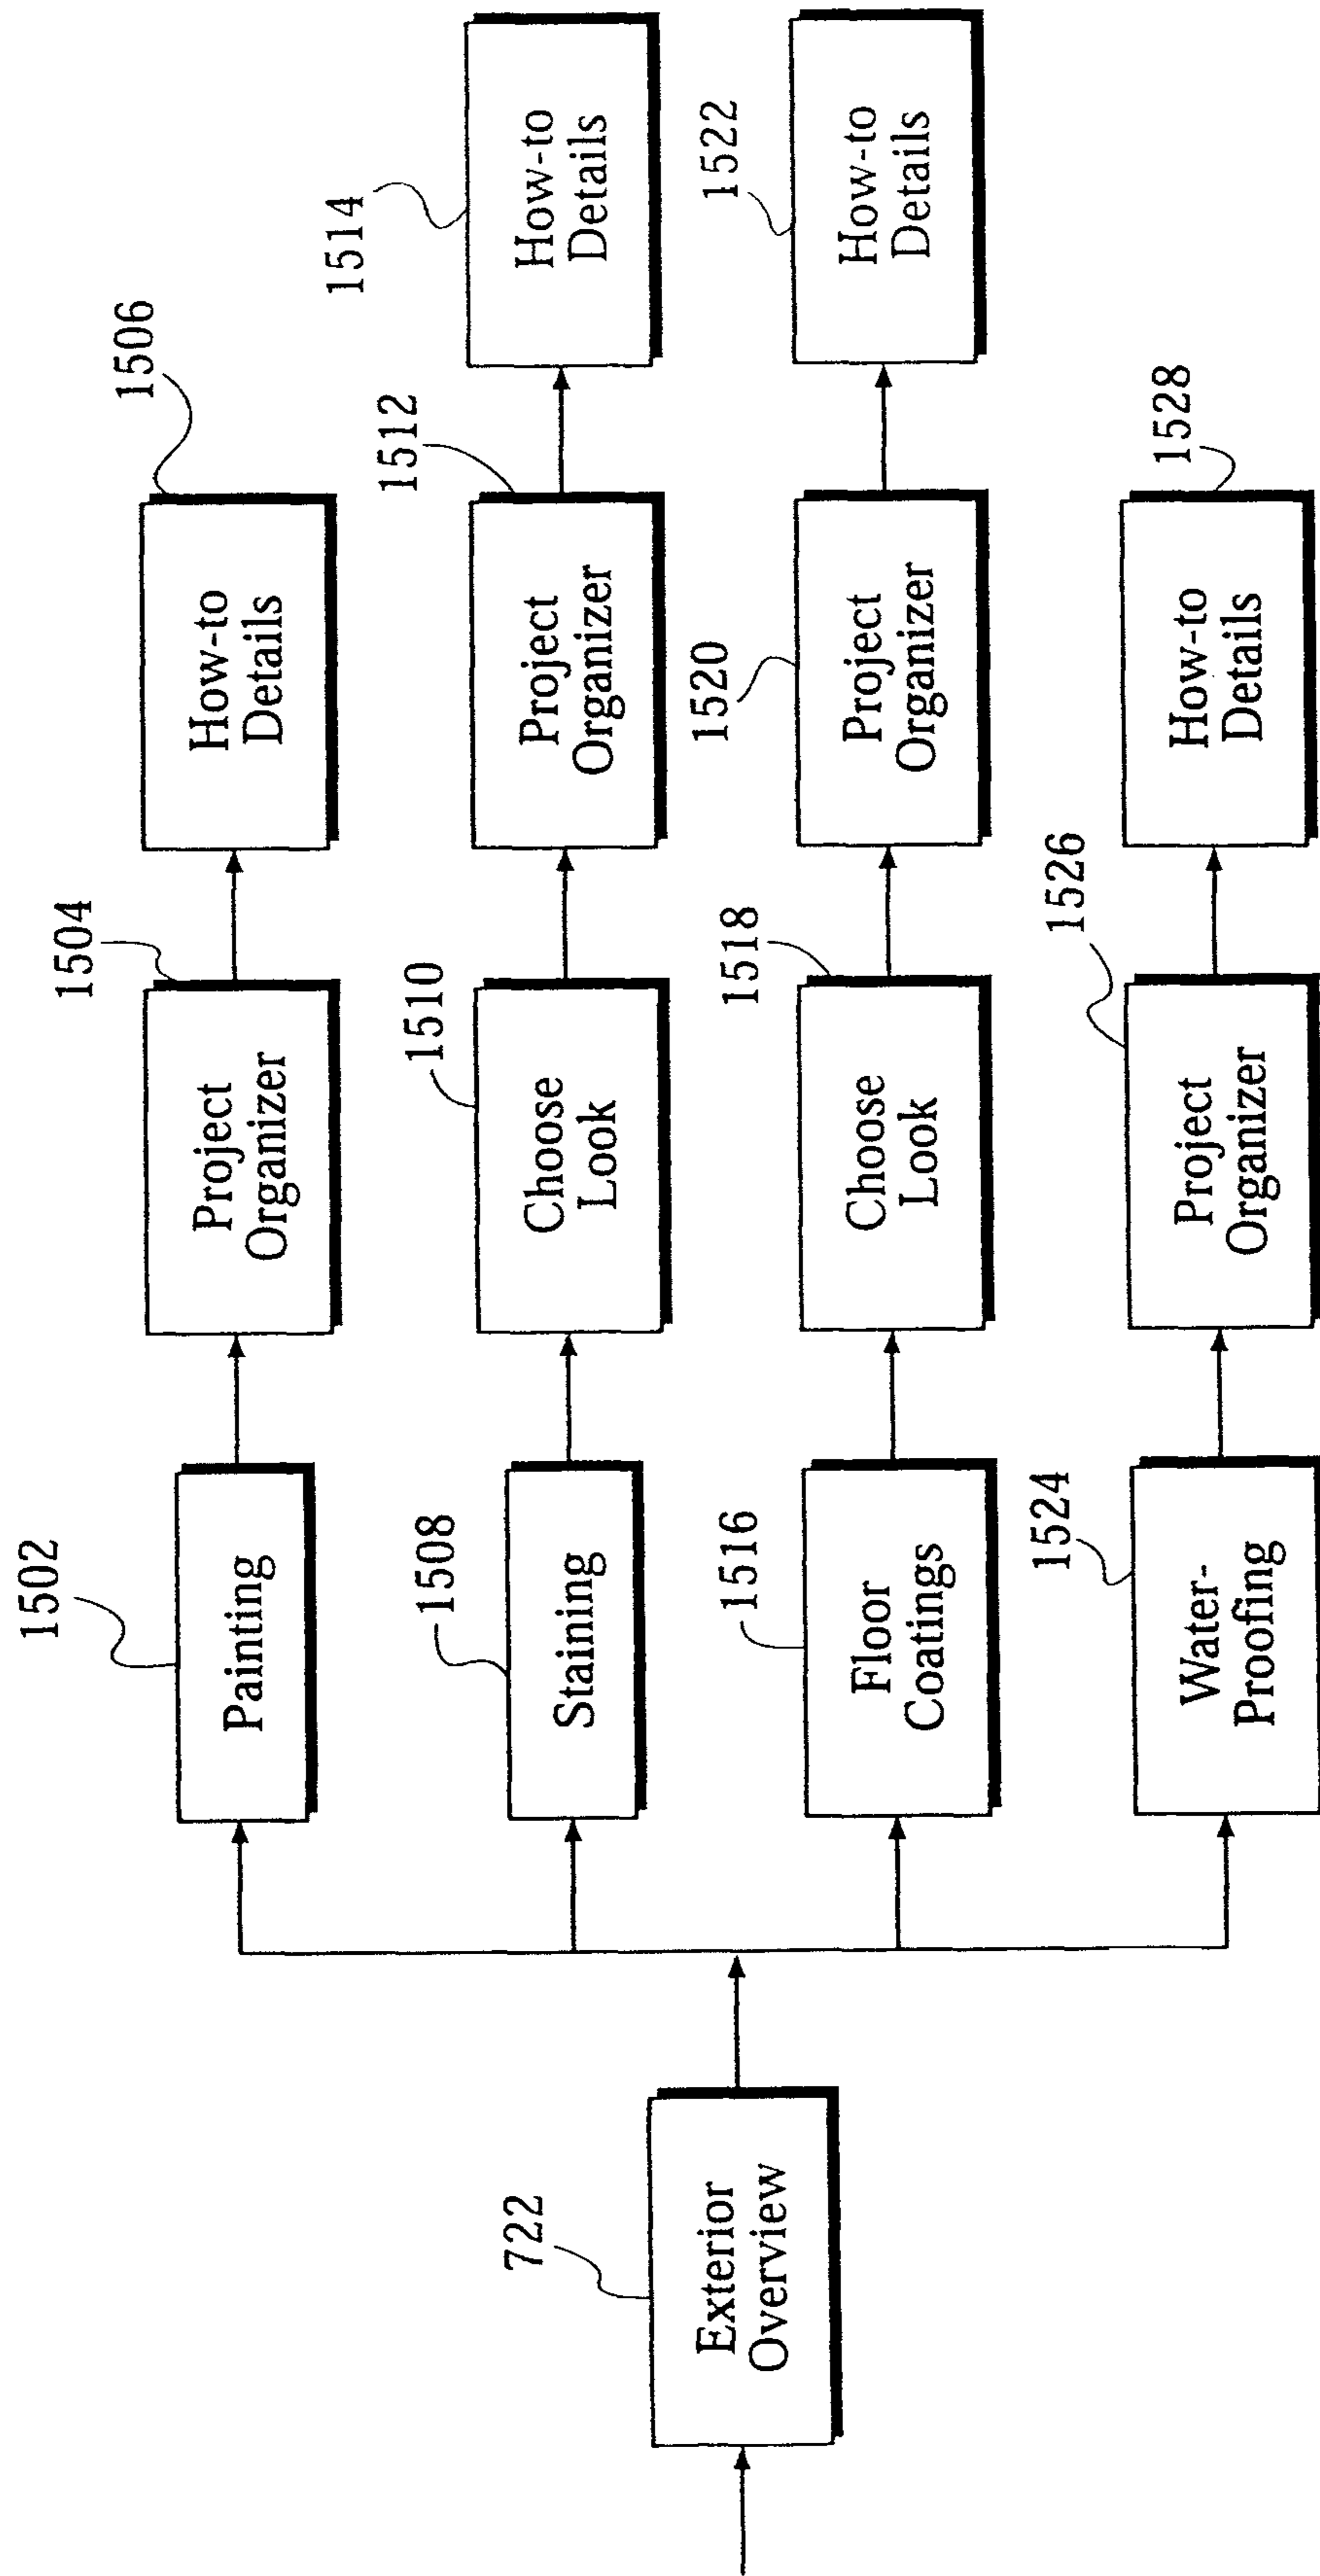 722
Exterior
Overview
1502
Painting
1504
Project
Organizer
1506
How-to
Details
1508
Staining
1510
Choose
Look
1512
Project
Organizer
1514
How-to
Details
1516
Floor
Coatings
1518
Choose
Look
1520
Project
Organizer
1522
How-to
Details
1524
Water-
Proofing
1526
Project
Organizer
1528
How-to
Details